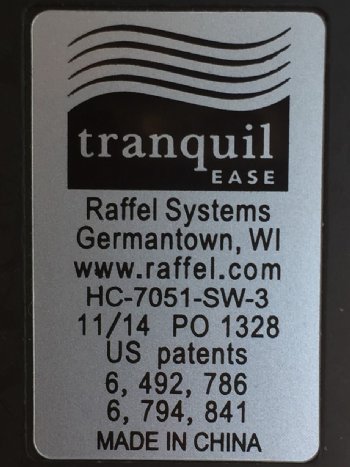 tranquil
EASE
Raffel Systems
Germantown, WI
www.raffel.com
HC-7051-SW-3
11/14 PO 1328
US patents
6, 492, 786
6, 794, 841
MADE IN CHINA